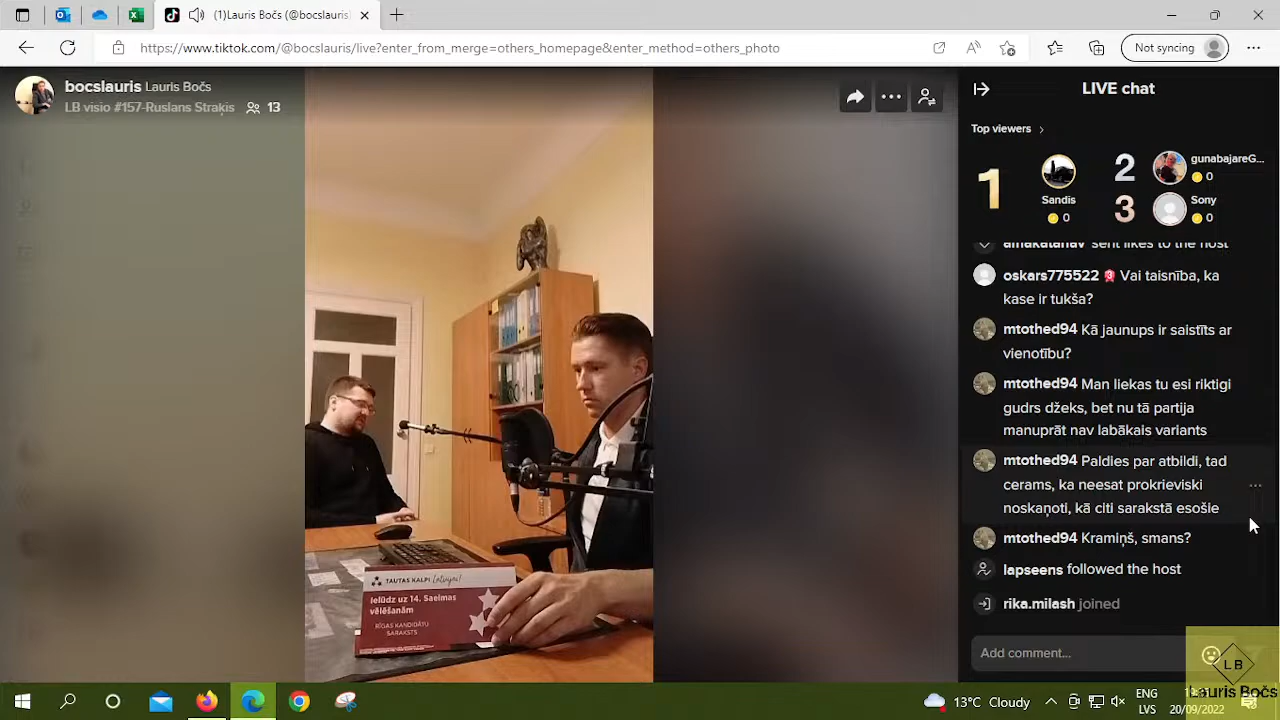 (1)Lauris Bočs (@bocslauris
https://www.tiktok.com/@bocslauris/live?enter_from_merge=others_homepage&enter_method=others_photo
Not syncing
bocslauris Lauris Bočs
LB visio #157-Ruslans Straķis 13
LIVE chat
Top viewers
1
Sandis
0
2
gunabajareG...
0
3
Sony
0
amakatanav sent likes to the host
oskars775522 Vai taisnība, ka
kase ir tukša?
mtothed94 Kā jaunups ir saistīts ar
vienotību?
mtothed94 Man liekas tu esi riktīgi
gudrs džeks, bet nu tā partija
manuprāt nav labākais variants
mtothed94 Paldies par atbildi, tad
cerams, ka neesat prokrieviski
noskaņoti, kā citi sarakstā esošie
mtothed94 Kramiņš, smans?
lapseens followed the host
rika.milash joined
Add comment...
TAUTAS KALPI Latvijai!
Ielūdz uz 14. Saeimas
vēlēšanām
RĪGAS KANDIDĀTU
SARAKSTS
LB
Lauris Bočs
13°C Cloudy
ENG
LVS
20/09/2022